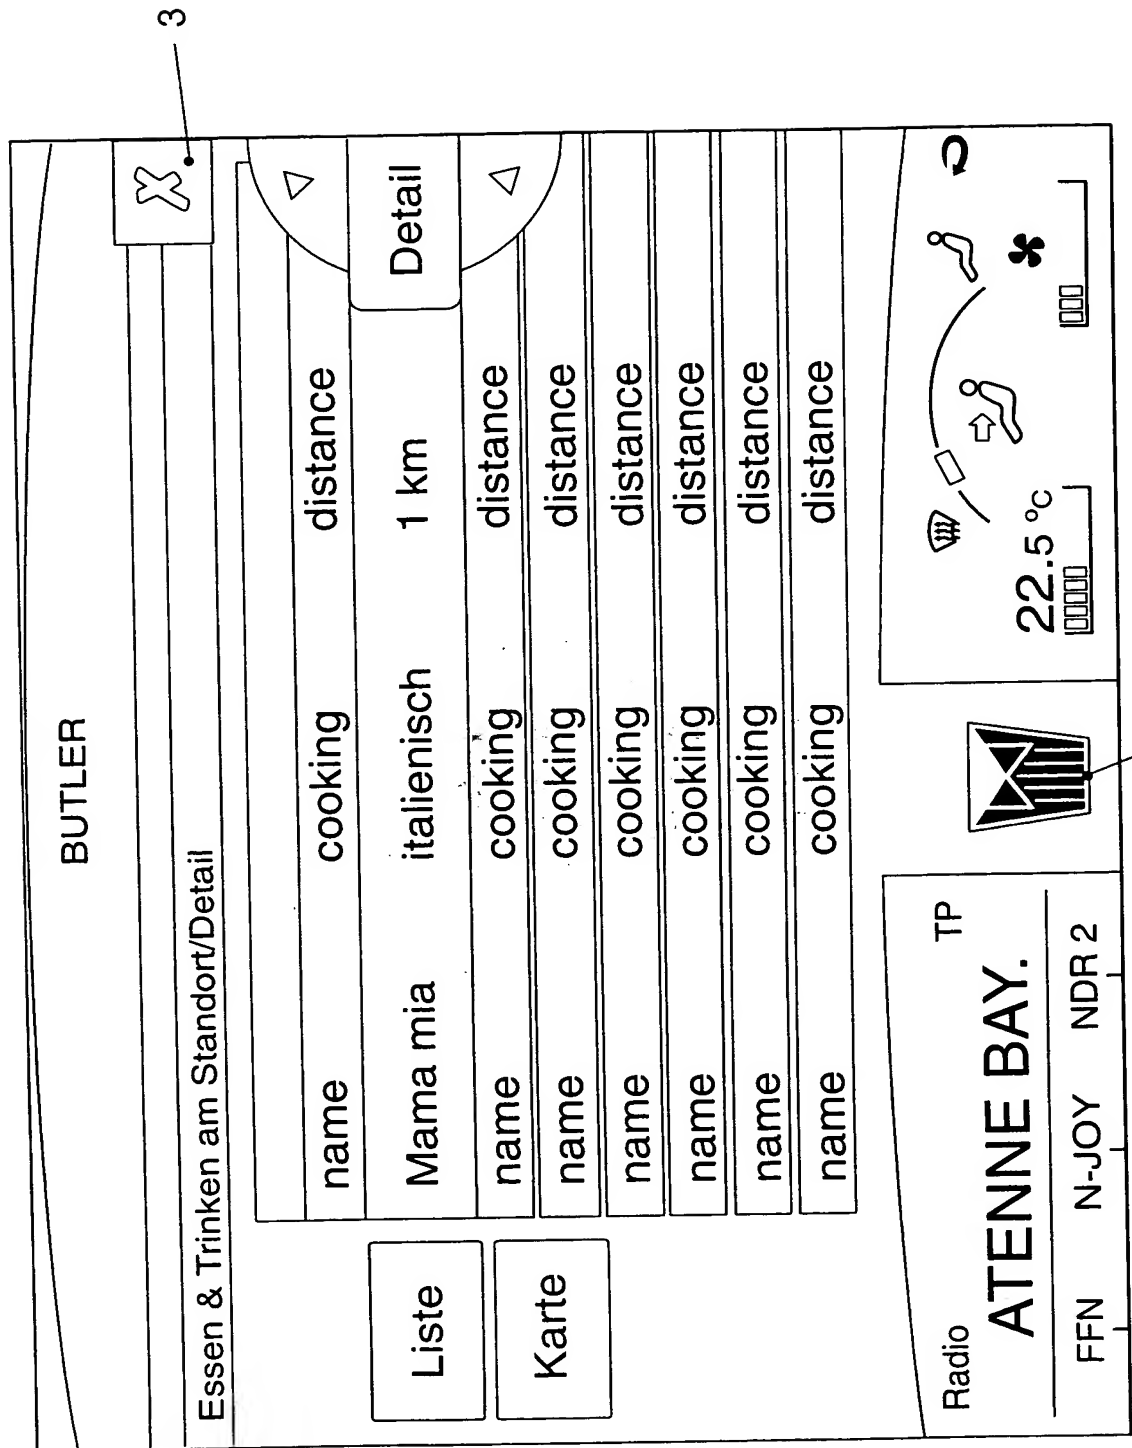 3
BUTLER
X
Essen & Trinken am Standort/Detail
name cooking distance
Mama mia italienisch 1 km Detail
name cooking distance
name cooking distance
name cooking distance
name cooking distance
name cooking distance
name cooking distance
Liste
Karte
Radio TP
ATENNE BAY.
FFN N-JOY NDR 2
22.5 °C